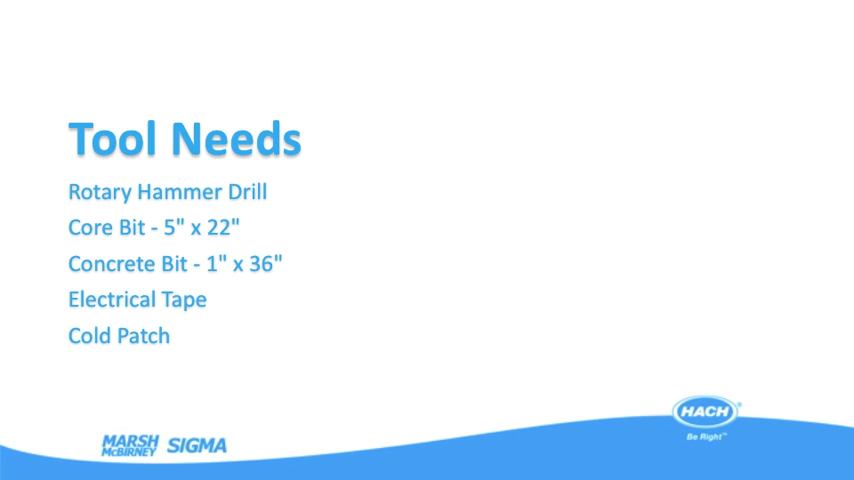 Tool Needs
Rotary Hammer Drill
Core Bit - 5" x 22"
Concrete Bit - 1" x 36"
Electrical Tape
Cold Patch
HACH®
Be Right™
MARSH
McBIRNEY
SIGMA